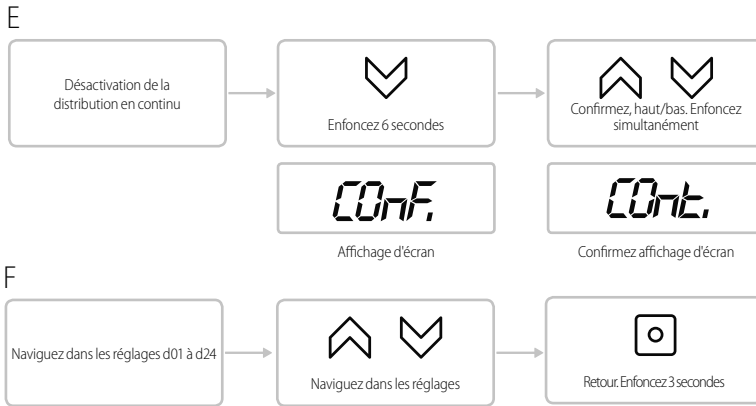 E
Désactivation de la
distribution en continu
Enfoncez 6 secondes
Confirmez, haut/bas. Enfoncez
simultanément
COnF.
COnt.
Affichage d'écran
Confirmez affichage d'écran
F
Naviguez dans les réglages d01 à d24
Naviguez dans les réglages
Retour. Enfoncez 3 secondes